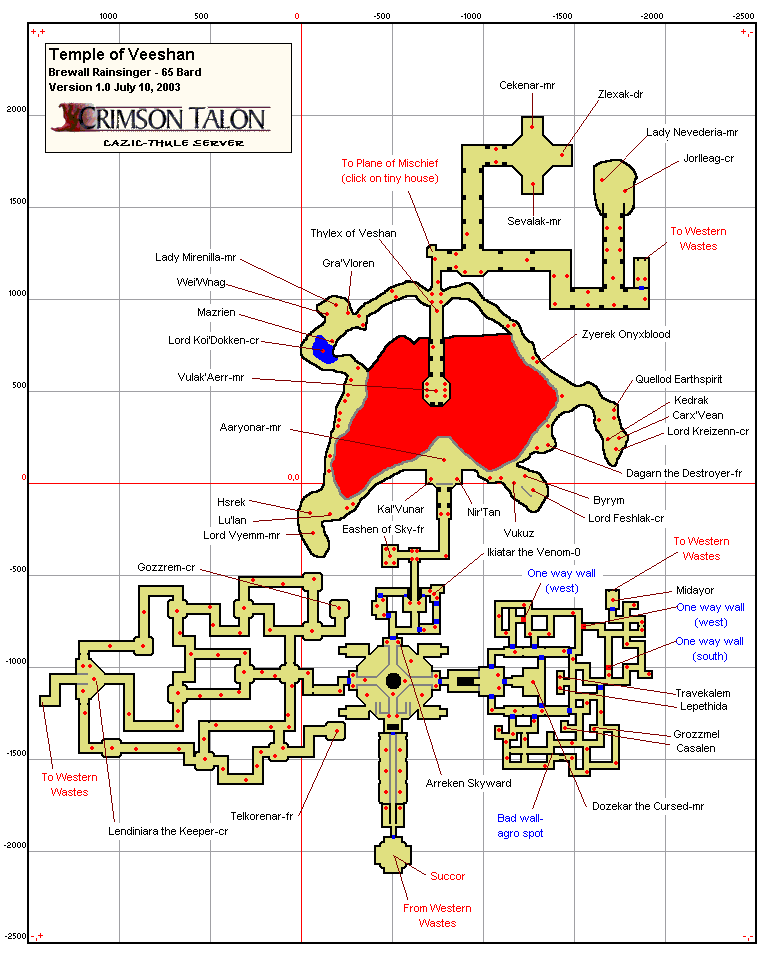 1000
500
0
-500
-1000
-1500
-2000
-2500
+,+
+,-
Temple of Veeshan
Brewall Rainsinger - 65 Bard
Version 1.0 July 10, 2003
CRIMSON TALON
CAZIC-THULE SERVER
2000
1500
1000
500
0
-500
-1000
-1500
-2000
-2500
Cekenar-mr
Zlexak-dr
Lady Nevederia-mr
Jorlleag-cr
To Plane of Mischief
(click on tiny house)
Sevalak-mr
To Western
Wastes
Thylex of Veshan
Lady Mirenilla-mr
Gra'Vloren
Wei'Wnag
Mazrien
Lord Koi'Dokken-cr
Zyerek Onyxblood
Vulak'Aerr-mr
Quellod Earthspirit
Kedrak
Carx'Vean
Lord Kreizenn-cr
Aaryonar-mr
Dagarn the Destroyer-fr
0,0
Hsrek
Lu'Ian
Lord Vyemm-mr
Kal'Vunar
Nir'Tan
Byrym
Lord Feshlak-cr
Vukuz
Eashen of Sky-fr
Ikiatar the Venom-0
To Western
Wastes
Gozzrem-cr
One way wall
(west)
Midayor
One way wall
(west)
One way wall
(south)
Travekalem
Lepethida
Grozzmel
Casalen
To Western
Wastes
Arreken Skyward
Dozekar the Cursed-mr
Lendiniara the Keeper-cr
Telkorenar-fr
Bad wall-
agro spot
Succor
From Western
Wastes
-,+
-,-